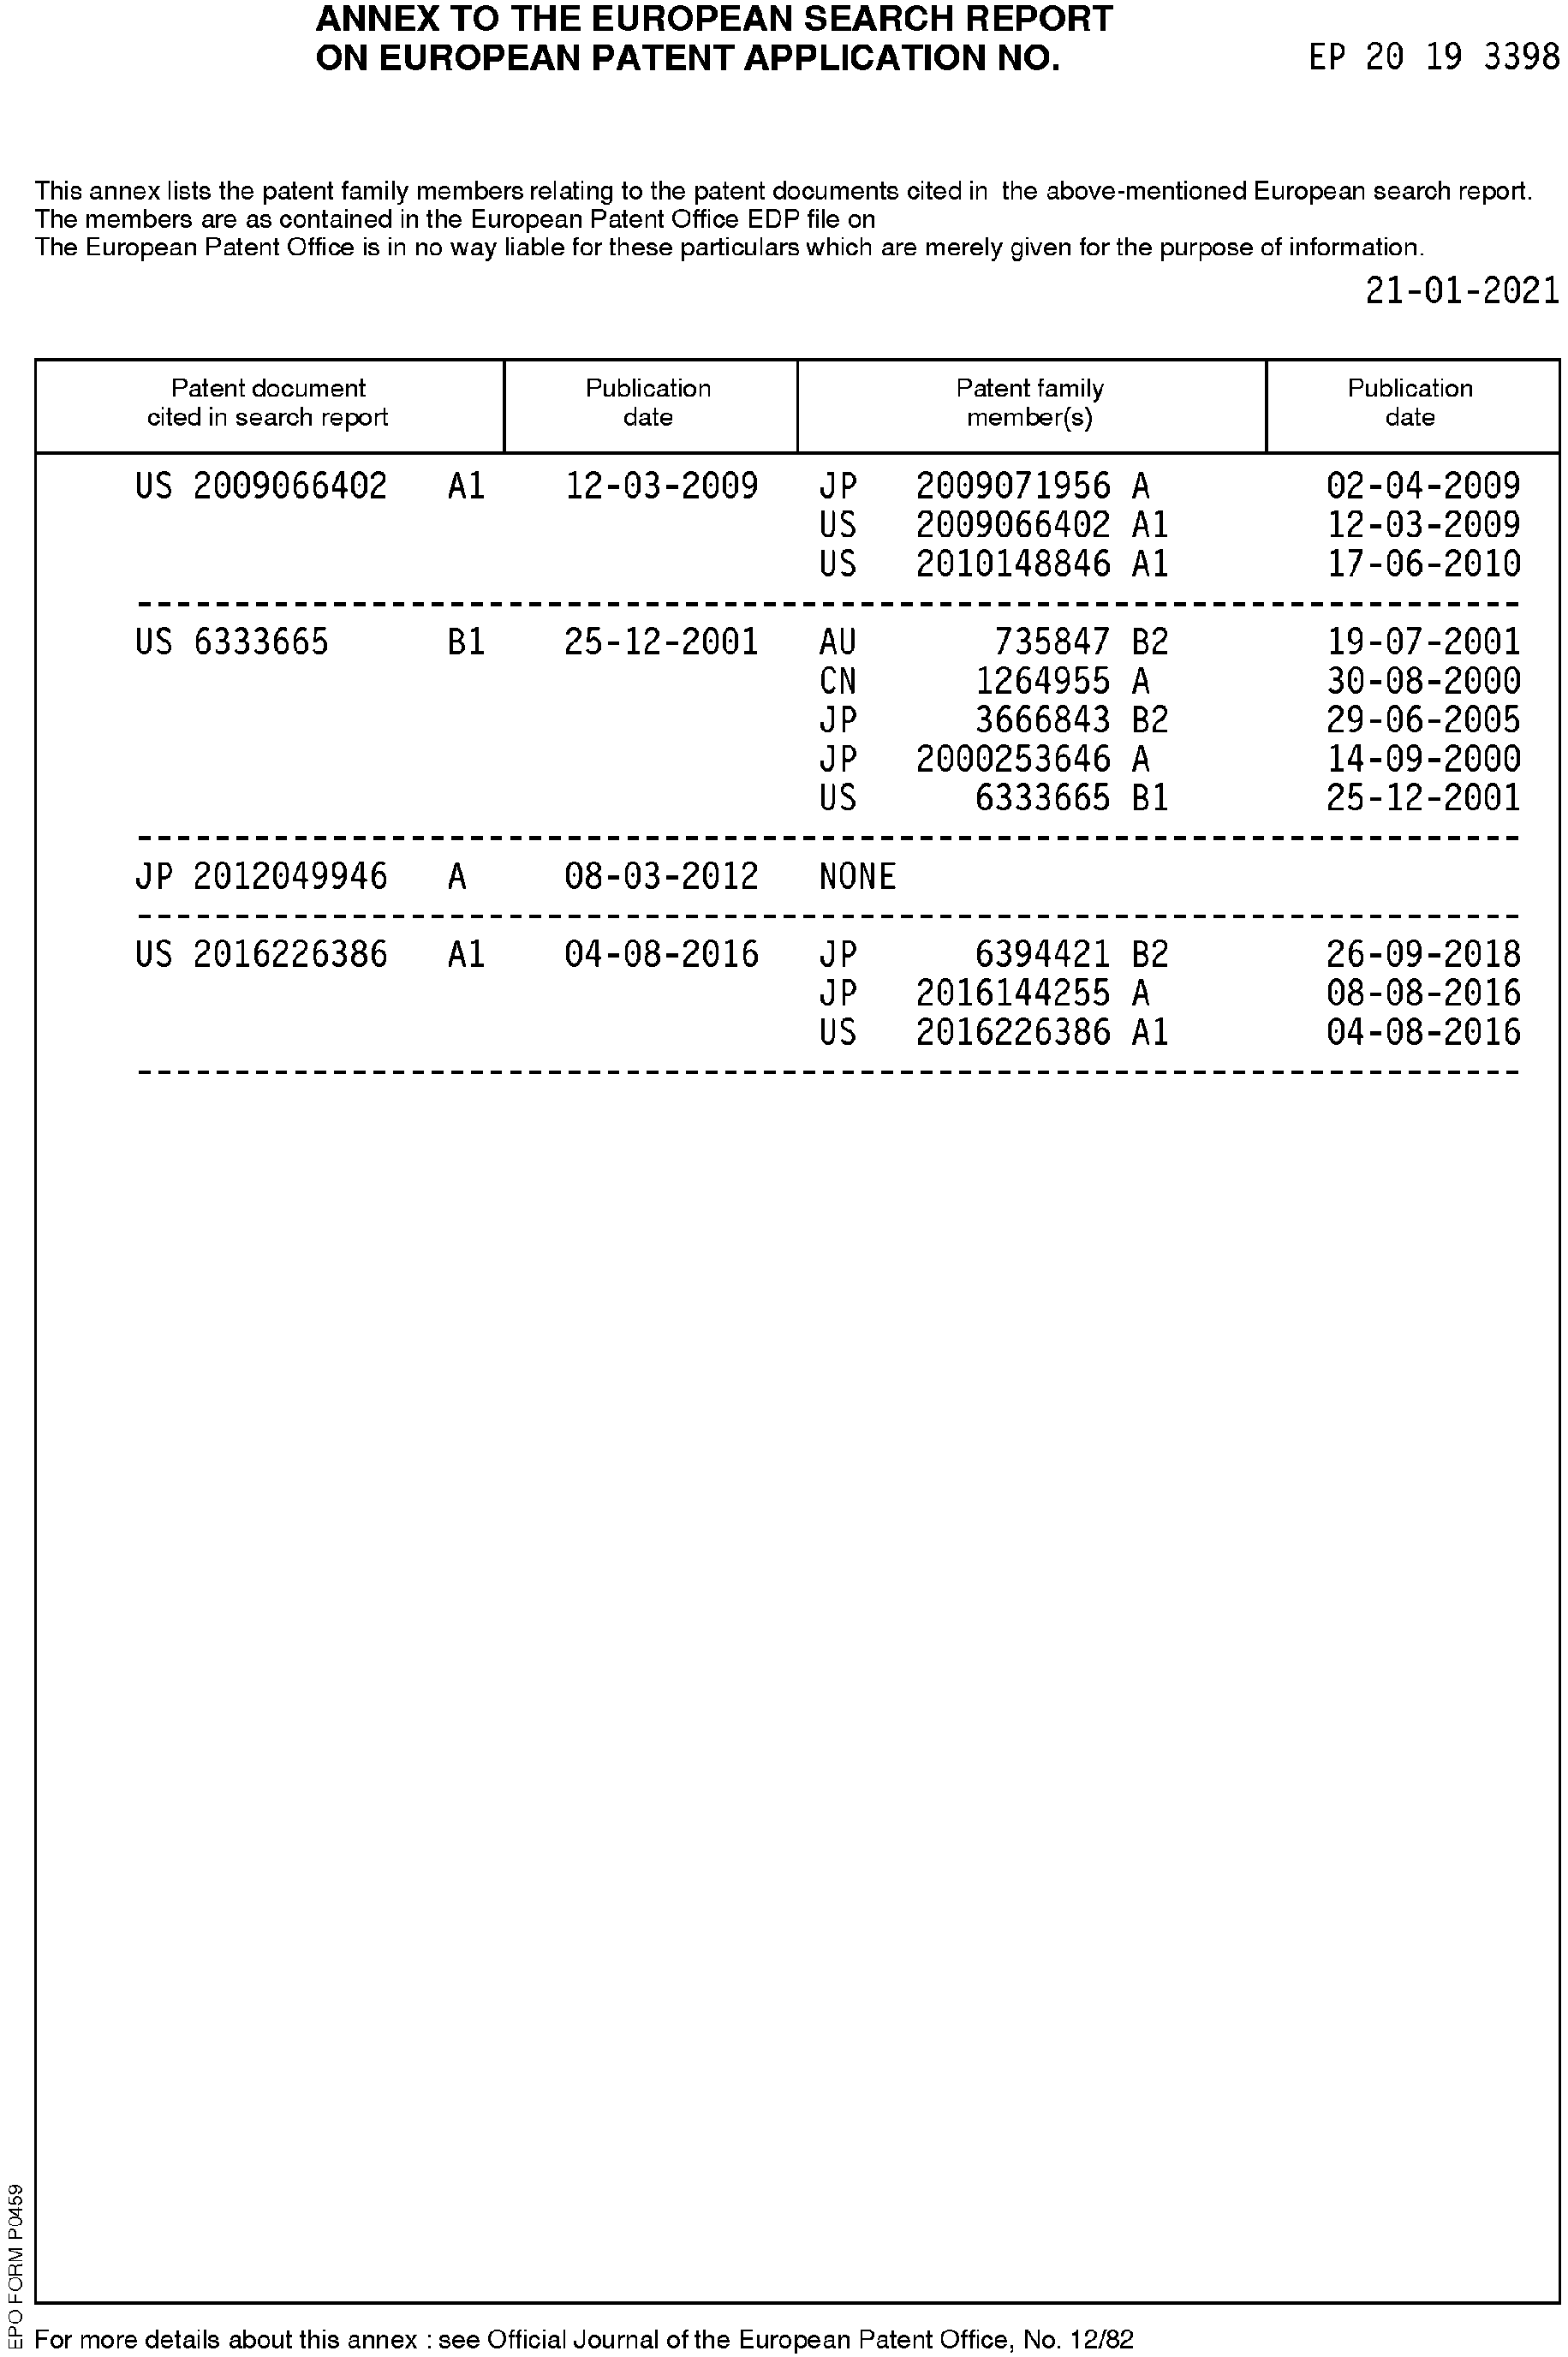 ANNEX TO THE EUROPEAN SEARCH REPORT
ON EUROPEAN PATENT APPLICATION NO. EP 20 19 3398
This annex lists the patent family members relating to the patent documents cited in the above-mentioned European search report.
The members are as contained in the European Patent Office EDP file on
The European Patent Office is in no way liable for these particulars which are merely given for the purpose of information.
21-01-2021
Patent document cited in search report Publication date Patent family member(s) Publication date
US 2009066402 A1 12-03-2009 JP 2009071956 A 02-04-2009
US 2009066402 A1 12-03-2009
US 2010148846 A1 17-06-2010
US 6333665 B1 25-12-2001 AU 735847 B2 19-07-2001
CN 1264955 A 30-08-2000
JP 3666843 B2 29-06-2005
JP 2000253646 A 14-09-2000
US 6333665 B1 25-12-2001
JP 2012049946 A 08-03-2012 NONE
US 2016226386 A1 04-08-2016 JP 6394421 B2 26-09-2018
JP 2016144255 A 08-08-2016
US 2016226386 A1 04-08-2016
EPO FORM P0459
For more details about this annex : see Official Journal of the European Patent Office, No. 12/82